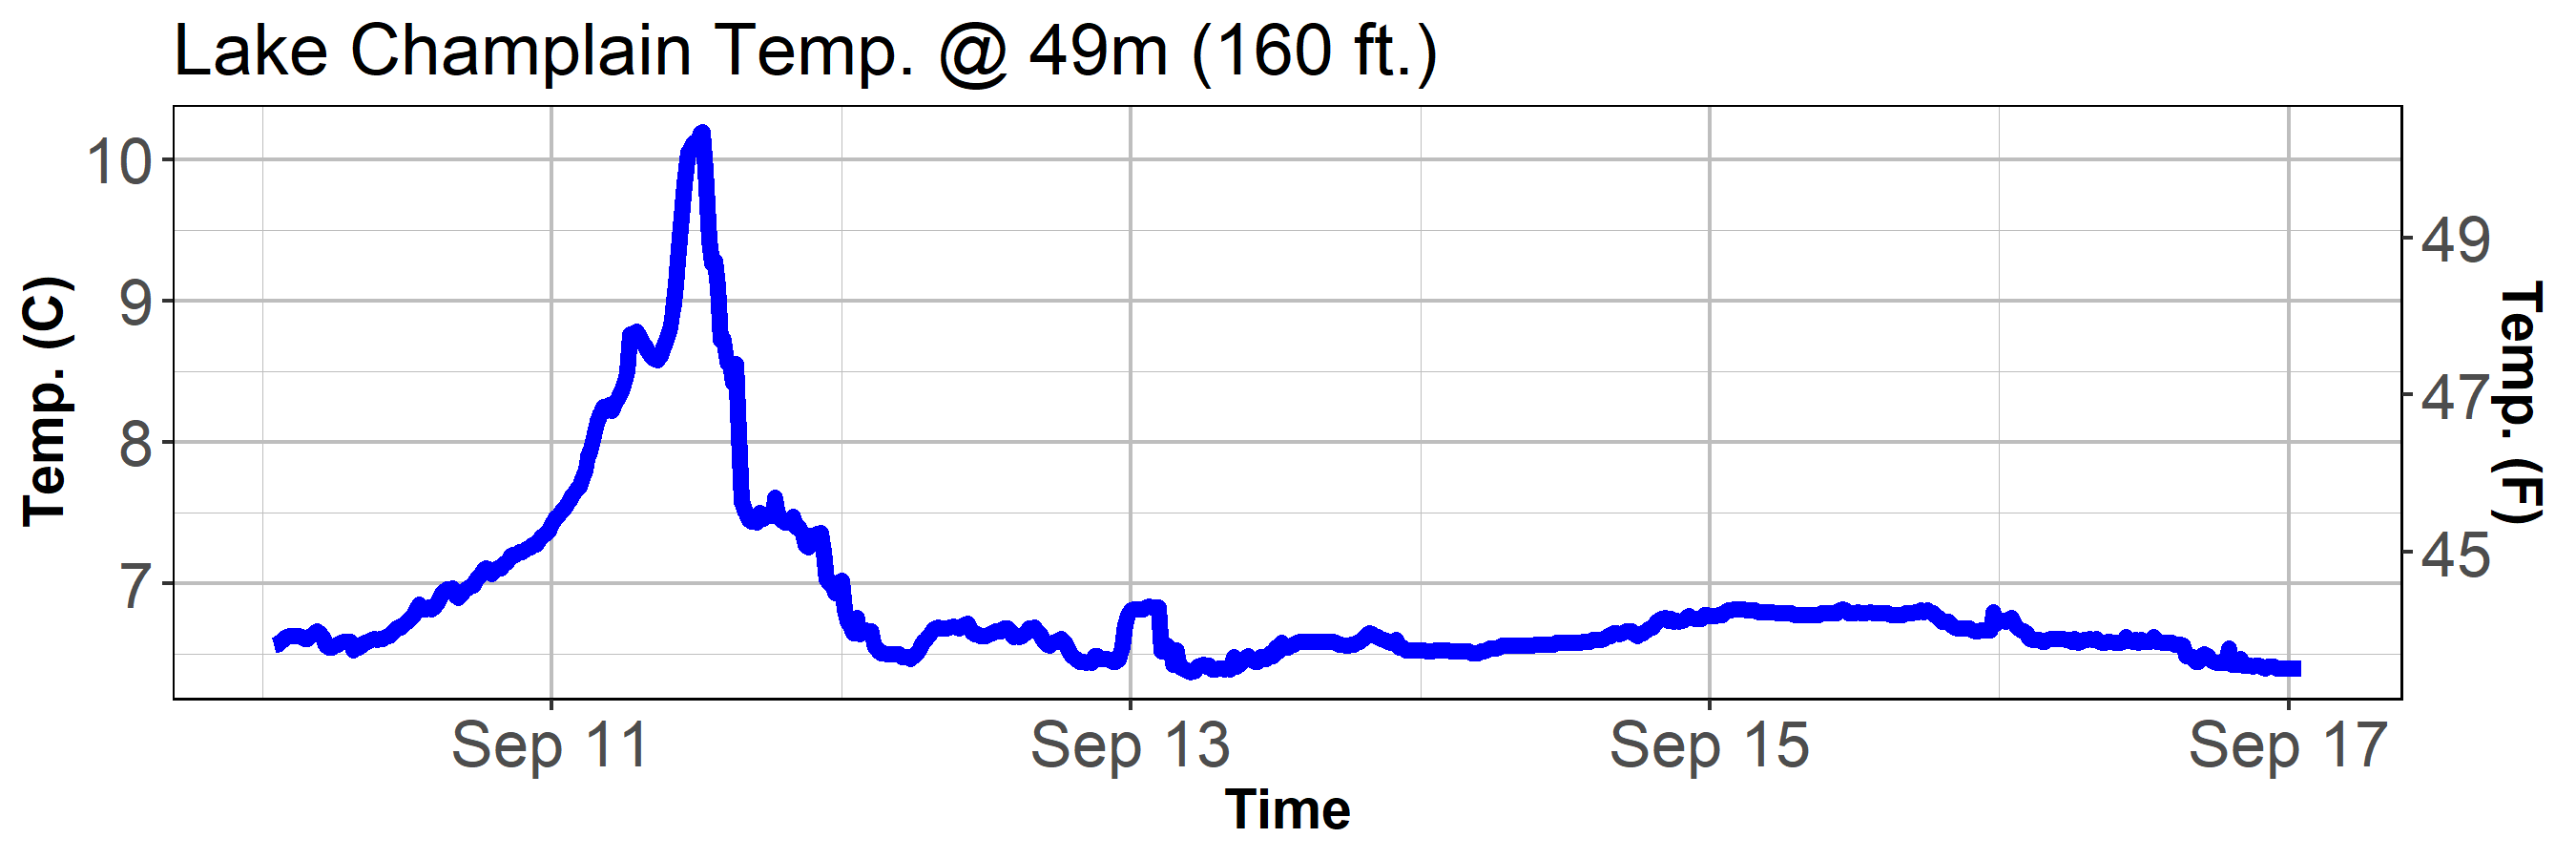 Lake Champlain Temp. @ 49m (160 ft.)
Temp. (C)
10
9
8
7
49
47
45
Temp. (F)
Sep 11
Sep 13
Sep 15
Sep 17
Time